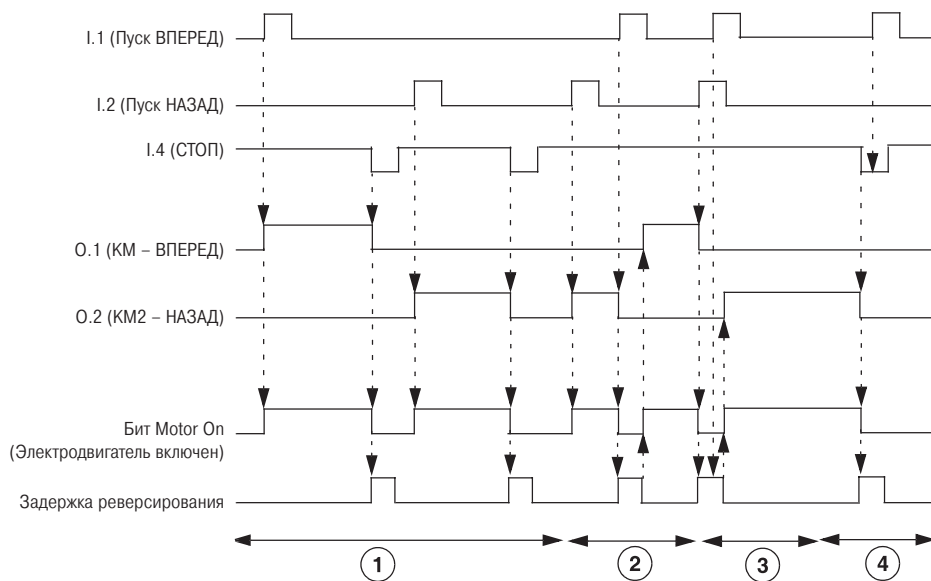 I.1 (Пуск ВПЕРЕД)
I.2 (Пуск НАЗАД)
I.4 (СТОП)
O.1 (КМ – ВПЕРЕД)
O.2 (КМ2 – НАЗАД)
Бит Motor On
(Электродвигатель включен)
Задержка реверсирования
1 2 3 4